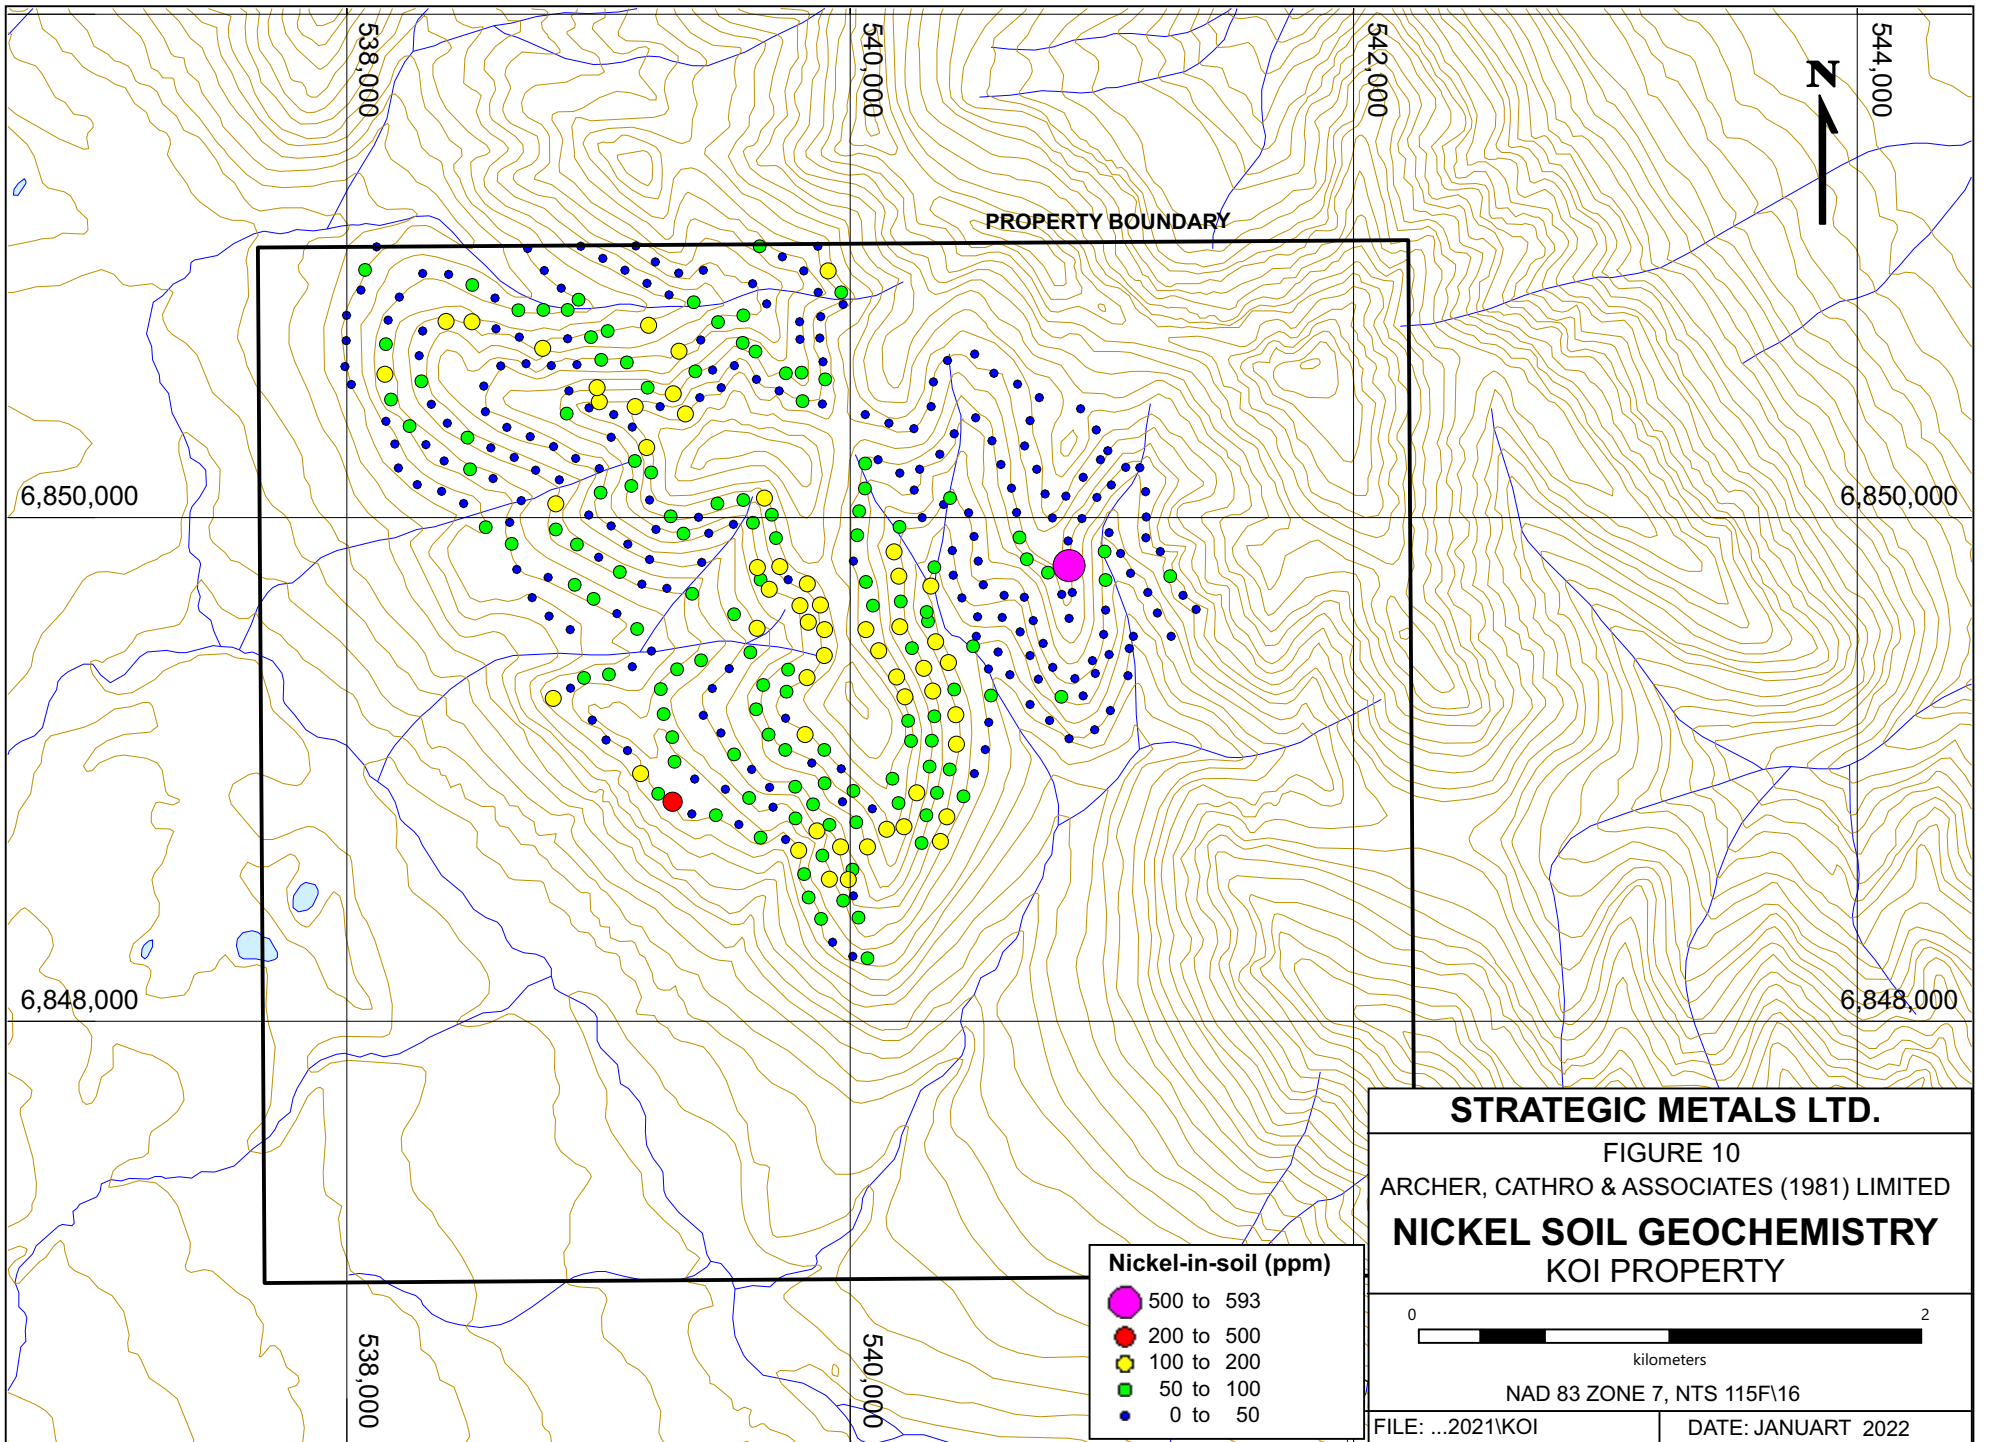 538,000
540,000
542,000
544,000
N
PROPERTY BOUNDARY
6,850,000
6,850,000
6,848,000
6,848,000
538,000
540,000
Nickel-in-soil (ppm)
500 to 593
200 to 500
100 to 200
50 to 100
0 to 50
STRATEGIC METALS LTD.
FIGURE 10
ARCHER, CATHRO & ASSOCIATES (1981) LIMITED
NICKEL SOIL GEOCHEMISTRY
KOI PROPERTY
0 2
kilometers
NAD 83 ZONE 7, NTS 115F\16
FILE: ...2021\KOI
DATE: JANUART 2022